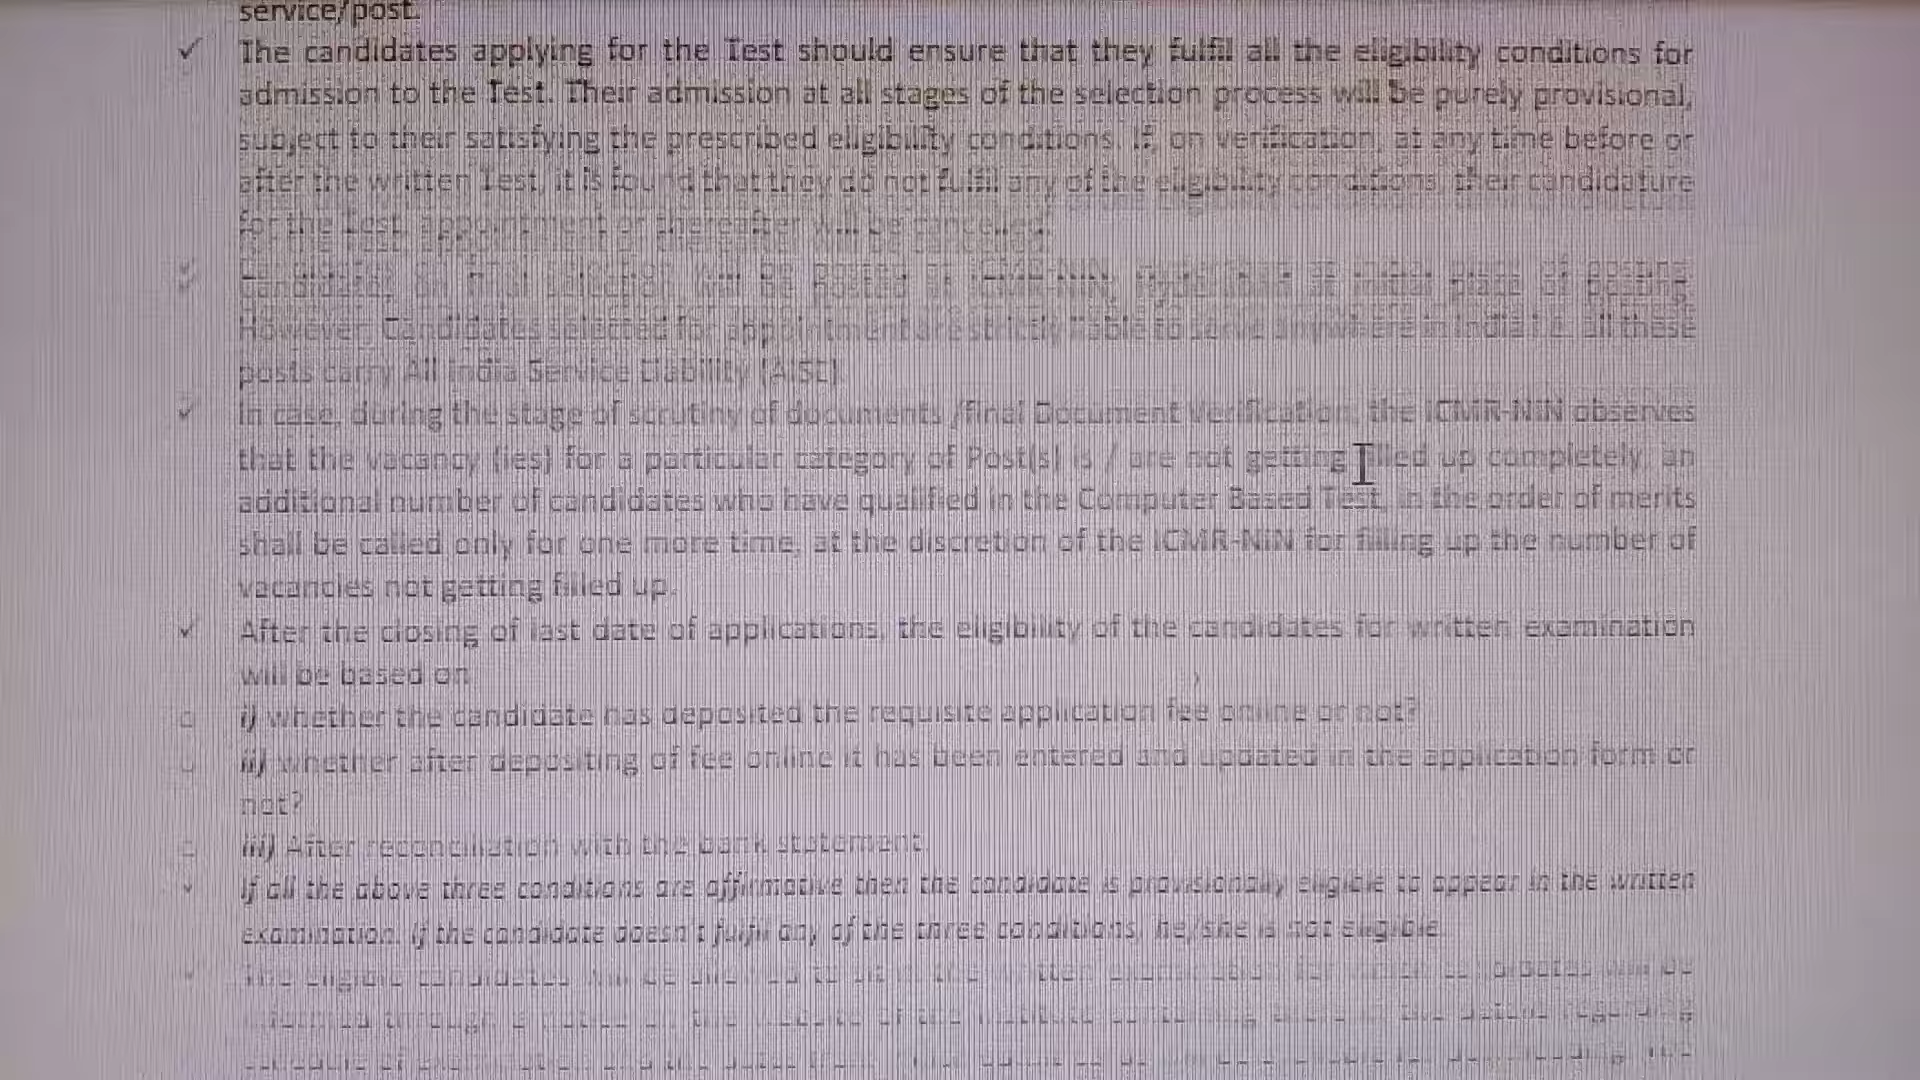 service/post.
✓ The candidates applying for the Test should ensure that they fulfil all the eligibility conditions for
admission to the Test. Their admission at all stages of the selection process will be purely provisional,
subject to their satisfying the prescribed eligibility conditions. If, on verification, at any time before or
after the written Test, it is found that they do not fulfil any of the eligibility conditions, their candidature
for the Test, appointment or thereafter will be cancelled.
✓ Candidates, on final selection will be posted at ICMR-NIN, Hyderabad as initial place of posting.
However, Candidates selected for appointment are strictly liable to serve anywhere in India i.e. all these
posts carry All India Service Liability (AISL)
✓ In case, during the stage of scrutiny of documents /final Document Verification, the ICMR-NIN observes
that the vacancy (ies) for a particular category of Post(s) is / are not getting filled up completely, an
additional number of candidates who have qualified in the Computer Based Test, in the order of merits
shall be called only for one more time, at the discretion of the ICMR-NIN for filling up the number of
vacancies not getting filled up.
✓ After the closing of last date of applications, the eligibility of the candidates for written examination
will be based on
i) whether the candidate has deposited the requisite application fee online or not?
ii) whether after depositing of fee online it has been entered and updated in the application form or
not?
iii) After reconciliation with the bank statement.
✓ If all the above three conditions are affirmative then the candidate is provisionally eligible to appear in the written
examination. If the candidate doesn't fulfil any of the three conditions, he/she is not eligible
The eligible candidates will be